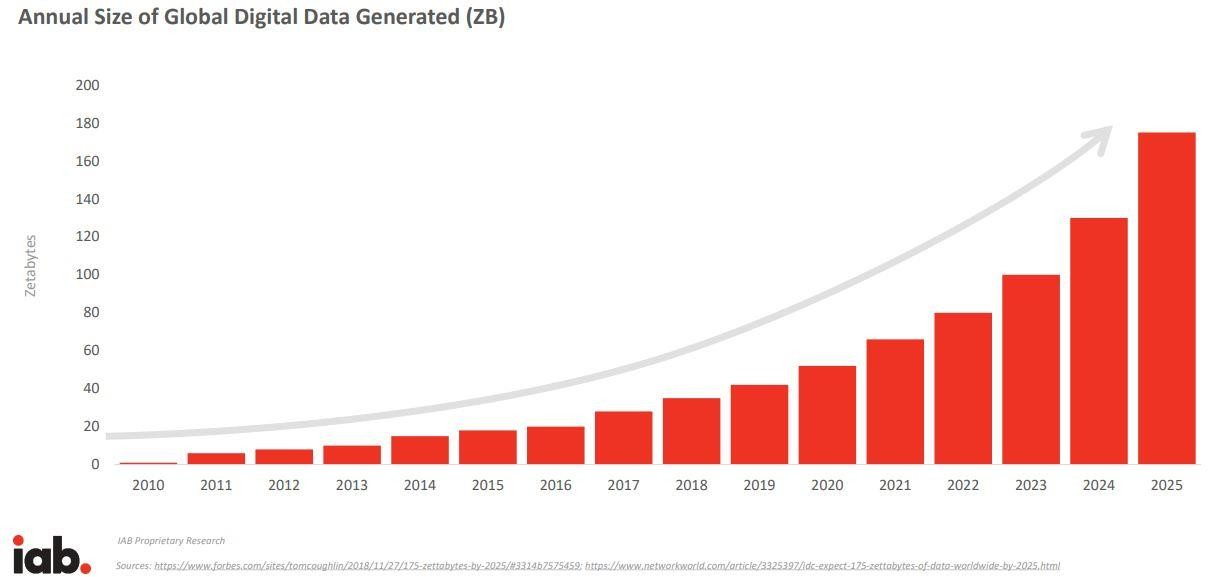 Annual Size of Global Digital Data Generated (ZB)
200
180
160
140
120
100
80
60
40
20
0
Zetabytes
2010 2011 2012 2013 2014 2015 2016 2017 2018 2019 2020 2021 2022 2023 2024 2025
iab.
IAB Proprietary Research
Sources: https://www.forbes.com/sites/tomcoughlin/2018/11/27/175-zettabytes-by-2025/#3314b7575459; https://www.networkworld.com/article/3325397/idc-expect-175-zettabytes-of-data-worldwide-by-2025.html